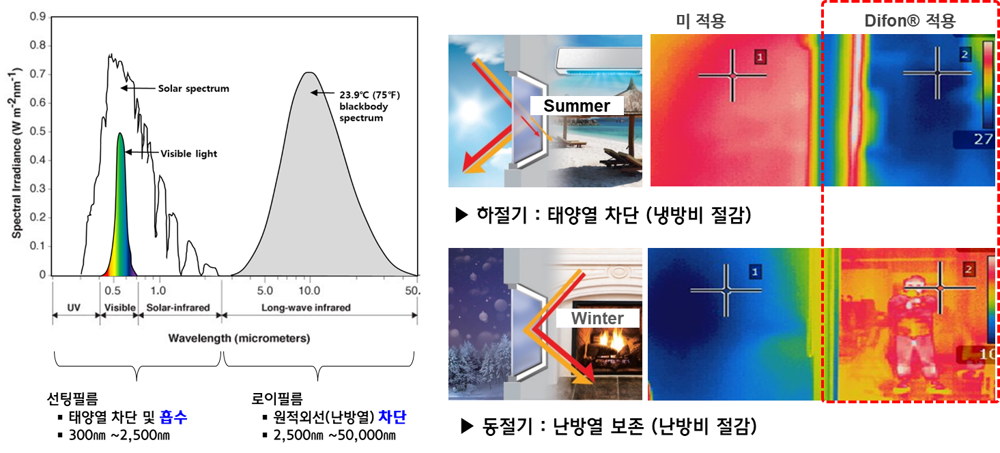 0.9
0.8
0.7
0.6
0.5
0.4
0.3
0.2
0.1
0
Spectral Irradiance (W m-2nm-1)
Solar spectrum
Visible light
23.9℃ (75°F)
blackbody
spectrum
0.5 1.0 5.0 10.0 50.
UV Visible Solar-infrared Long-wave infrared
Wavelength (micrometers)
선팅필름
▪ 태양열 차단 및 흡수
▪ 300㎚ ~2,500㎚
로이필름
▪ 원적외선(난방열) 차단
▪ 2,500㎚ ~50,000㎚
미 적용
Difon® 적용
Summer
1
2
27
▶ 하절기 : 태양열 차단 (냉방비 절감)
Winter
1
2
10
▶ 동절기 : 난방열 보존 (난방비 절감)